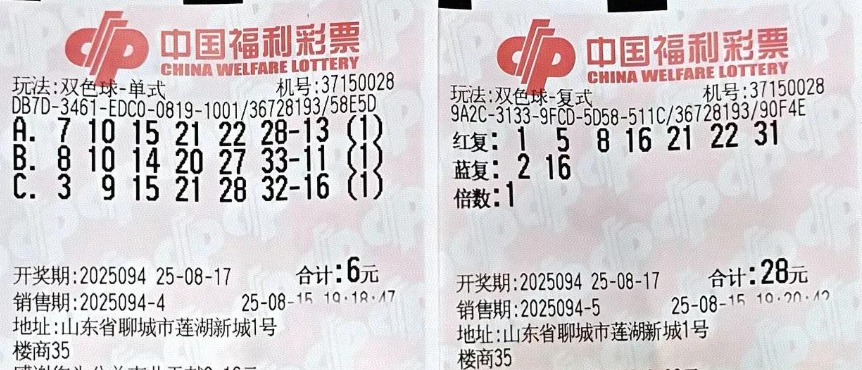 中国福利彩票
CHINA WELFARE LOTTERY
玩法:双色球-单式 机号:37150028
DB7D-3461-EDC0-0819-1001/36728193/58E5D
A. 7 10 15 21 22 28-13 (1)
B. 8 10 14 20 27 33-11 (1)
C. 3 9 15 21 28 32-16 (1)
开奖期:2025094 25-08-17 合计:6元
销售期:2025094-4 25-08-15 19:18:47
地址:山东省聊城市莲湖新城1号
楼商35
中国福利彩票
CHINA WELFARE LOTTERY
玩法:双色球-复式 机号:37150028
9A2C-3133-9FCD-5D58-511C/36728193/90F4E
红复: 1 5 8 16 21 22 31
蓝复: 2 16
倍数:1
开奖期:2025094 25-08-17 合计:28元
销售期:2025094-5 25-08-15 19:20:42
地址:山东省聊城市莲湖新城1号
楼商35